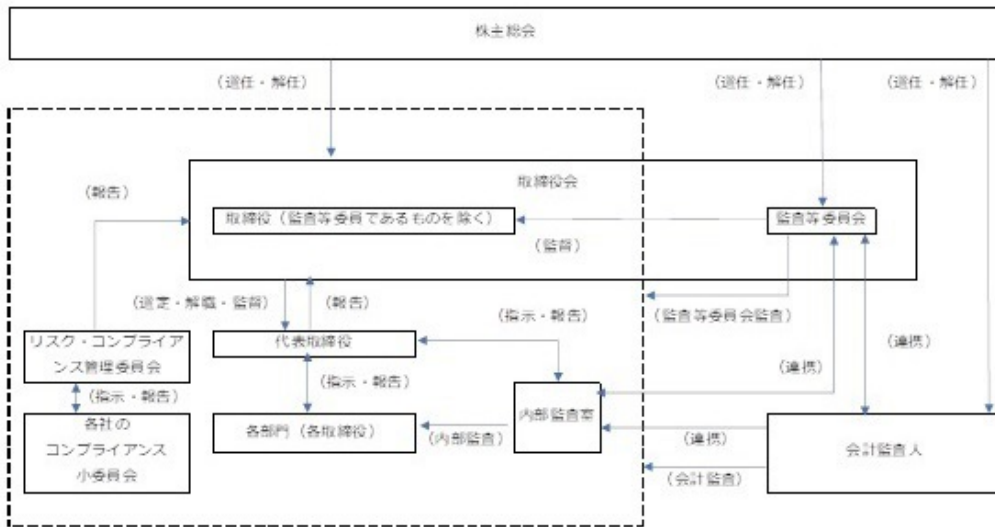 株主総会
（選任・解任）
（選任・解任）
（選任・解任）
取締役会
（報告）
取締役（監査等委員であるものを除く）
監査等委員会
（監督）
（選定・解職・監督）
（報告）
（指示・報告）
（監査等委員会監査）
リスク・コンプライア
ンス管理委員会
代表取締役
（連携）
（連携）
（指示・報告）
（指示・報告）
各社の
コンプライアンス
小委員会
各部門（各取締役）
（内部監査）
内部監査室
（連携）
（会計監査）
会計監査人